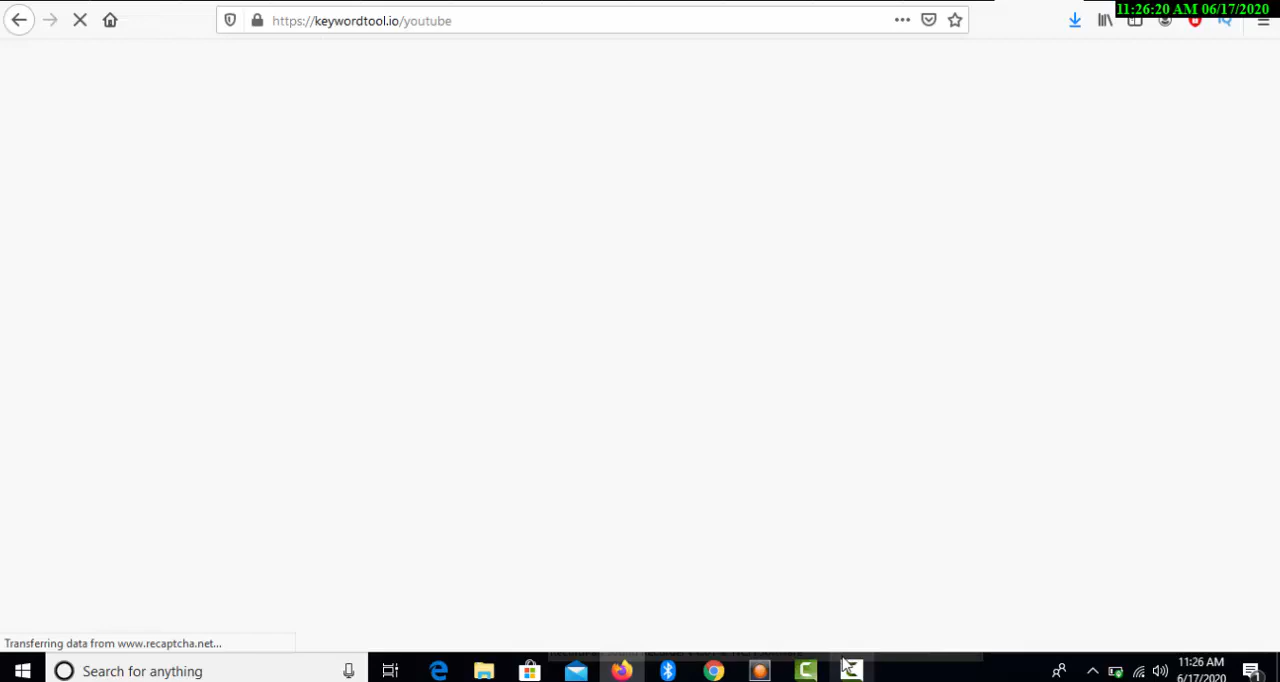 11:26:20 AM 06/17/2020
https://keywordtool.io/youtube
Transferring data from www.recaptcha.net...
Search for anything
11:26 AM
6/17/2020
1